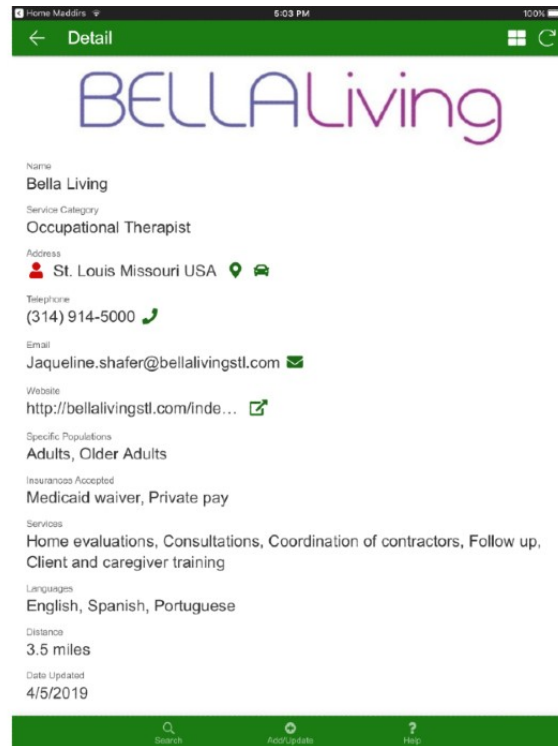 Home Maddirs 5:03 PM 100%
Detail
BELLALiving
Name
Bella Living
Service Category
Occupational Therapist
Address
St. Louis Missouri USA
Telephone
(314) 914-5000
Email
Jaqueline.shafer@bellalivingstl.com
Website
http://bellalivingstl.com/inde...
Specific Populations
Adults, Older Adults
Insurances Accepted
Medicaid waiver, Private pay
Services
Home evaluations, Consultations, Coordination of contractors, Follow up,
Client and caregiver training
Languages
English, Spanish, Portuguese
Distance
3.5 miles
Date Updated
4/5/2019
Search Add/Update Help